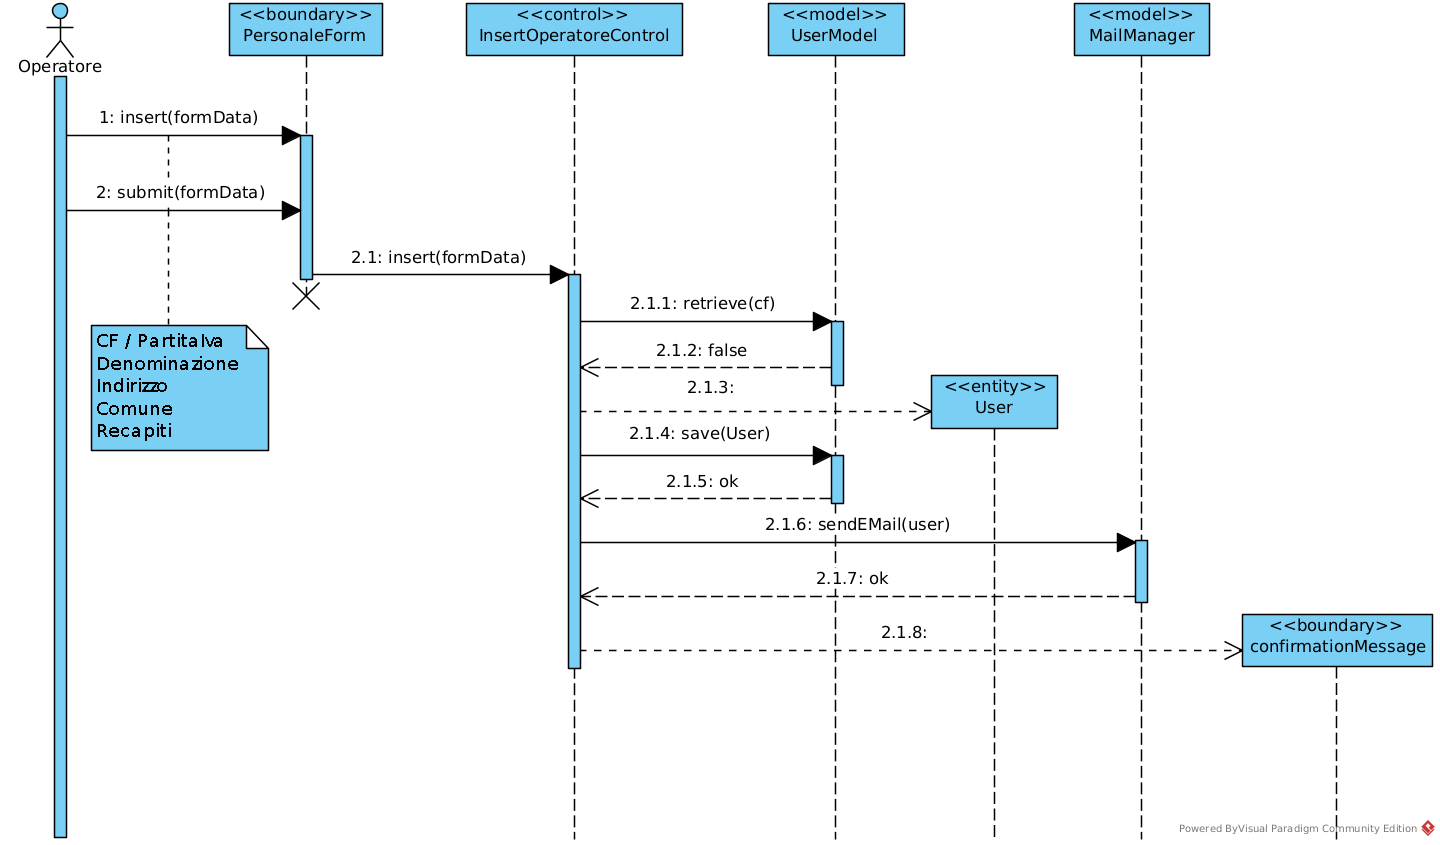 <<boundary>>
PersonaleForm
<<control>>
InsertOperatoreControl
<<model>>
UserModel
<<model>>
MailManager
Operatore
1: insert(formData)
2: submit(formData)
2.1: insert(formData)
2.1.1: retrieve(cf)
CF / PartitaIva
Denominazione
Indirizzo
Comune
Recapiti
2.1.2: false
2.1.3:
<<entity>>
User
2.1.4: save(User)
2.1.5: ok
2.1.6: sendEMail(user)
2.1.7: ok
2.1.8:
<<boundary>>
confirmationMessage
Powered ByVisual Paradigm Community Edition